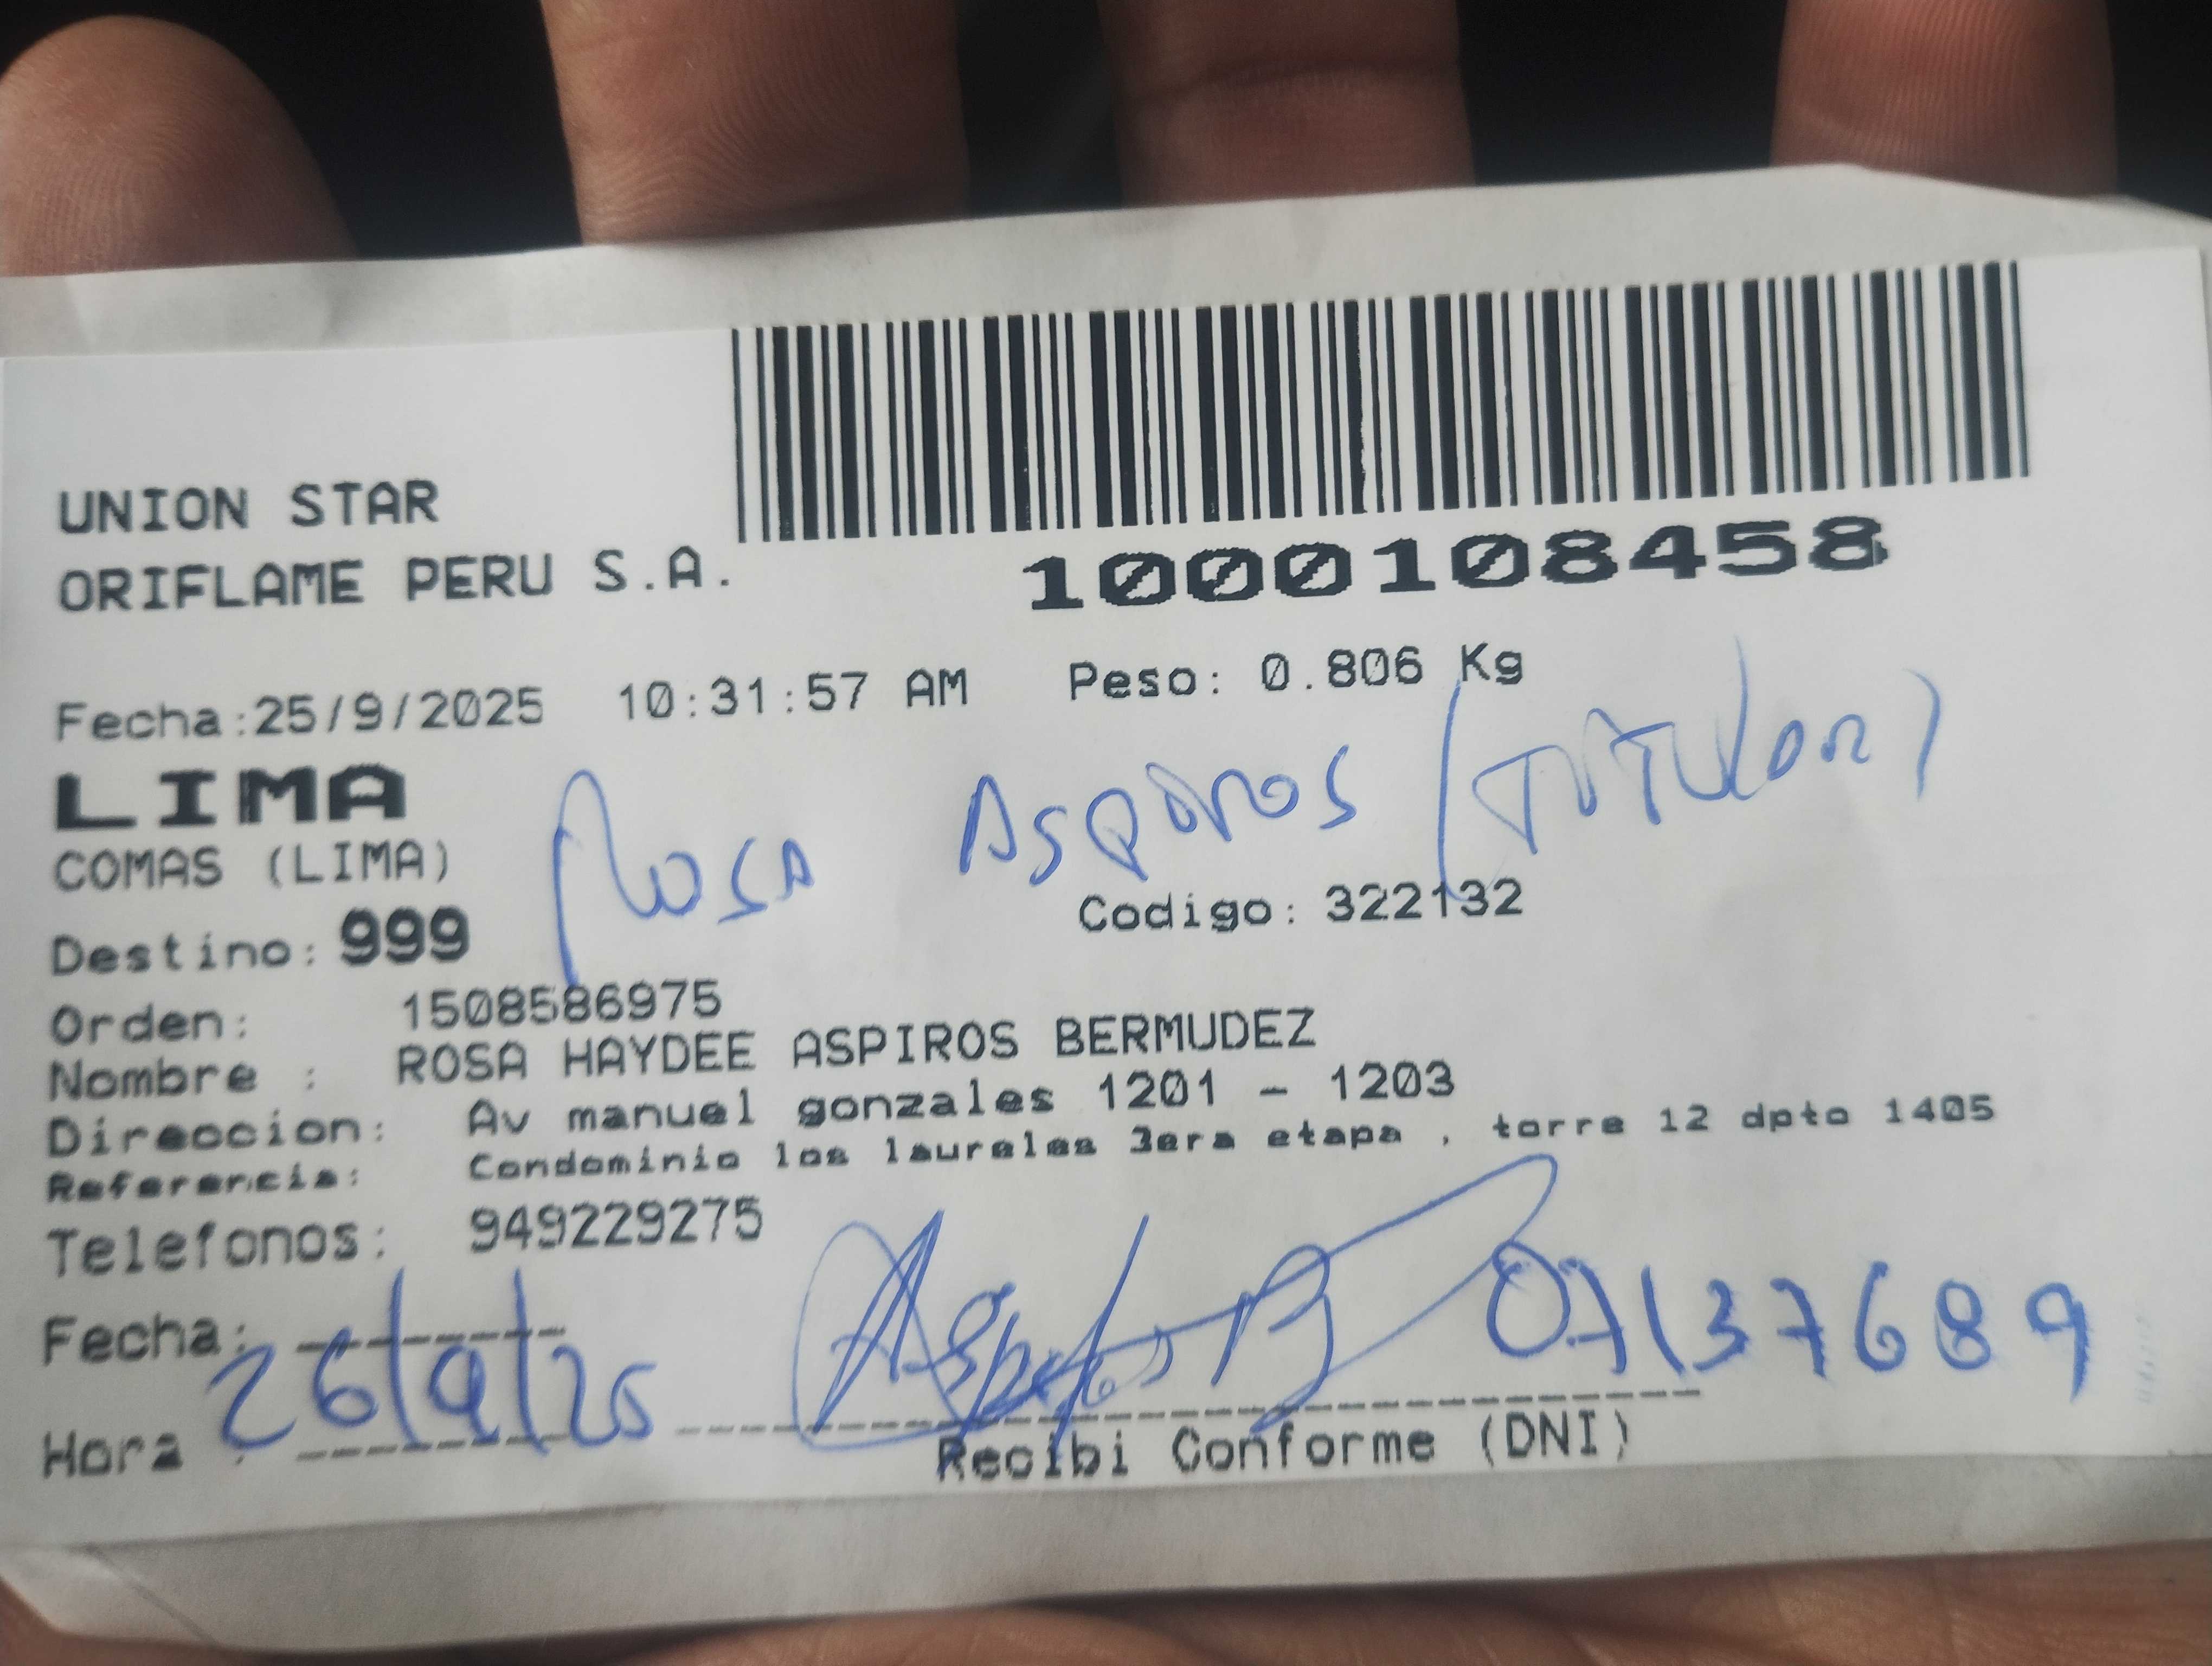 UNION STAR
ORIFLAME PERU S.A.
1000108458
Fecha:25/9/2025 10:31:57 AM Peso: 0.806 Kg
LIMA
Rosa Aspiros (Titular)
COMAS (LIMA)
Destino: 999 Codigo: 322132
Orden: 1508586975
Nombre : ROSA HAYDEE ASPIROS BERMUDEZ
Direccion: Av manuel gonzales 1201 - 1203
Referencia: Condominio los laureles 3era etapa , torre 12 dpto 1405
Telefonos: 949229275
Fecha: 26/9/25
07137689
Hora :
Recibi Conforme (DNI)